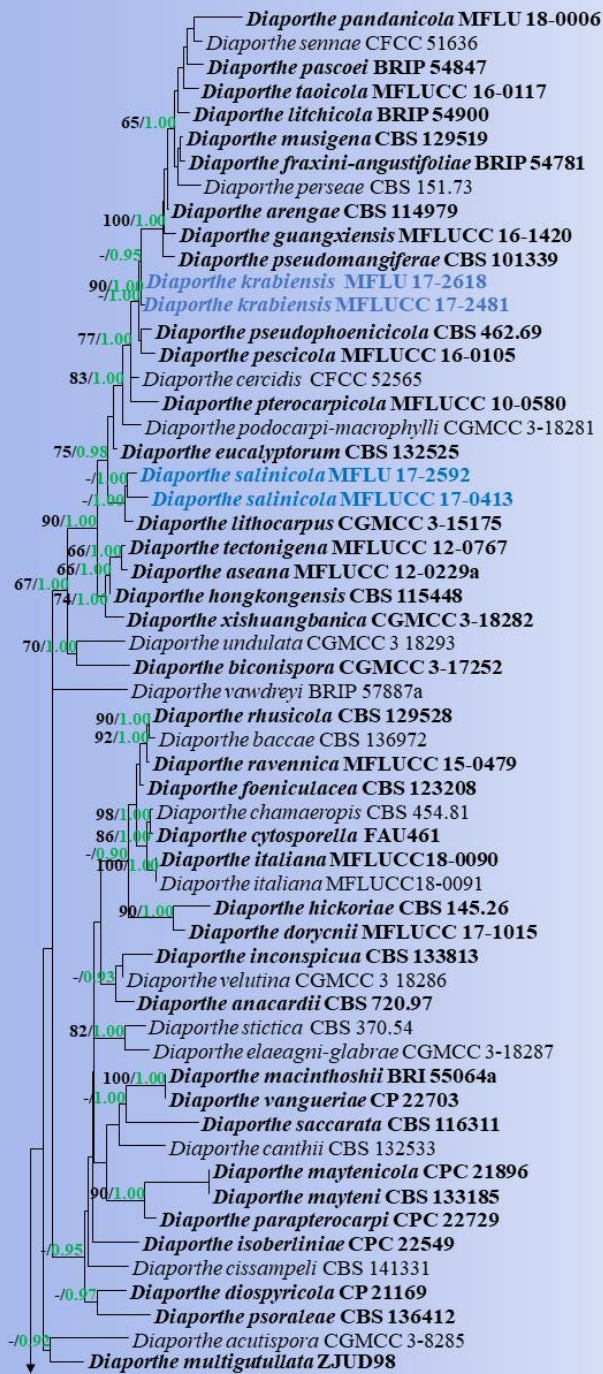 Diaporthe pandanicola MFLU 18-0006
Diaporthe sennae CFCC 51636
Diaporthe pascoei BRIP 54847
Diaporthe taoicola MFLUCC 16-0117
Diaporthe litchicola BRIP 54900
65/1.00
Diaporthe musigena CBS 129519
Diaporthe fraxini-angustifoliae BRIP 54781
Diaporthe perseae CBS 151.73
Diaporthe arengae CBS 114979
100/1.00
Diaporthe guangxiensis MFLUCC 16-1420
-/0.95
Diaporthe pseudomangiferae CBS 101339
90/1.00
Diaporthe krabiensis MFLU 17-2618
-/1.00
Diaporthe krabiensis MFLUCC 17-2481
Diaporthe pseudophoenicicola CBS 462.69
77/1.00
Diaporthe pescicola MFLUCC 16-0105
83/1.00
Diaporthe cercidis CFCC 52565
Diaporthe pterocarpicola MFLUCC 10-0580
Diaporthe podocarpi-macrophylli CGMCC 3-18281
75/0.98
Diaporthe eucalyptorum CBS 132525
-/1.00
Diaporthe salinicola MFLU 17-2592
-/1.00
Diaporthe salinicola MFLUCC 17-0413
90/1.00
Diaporthe lithocarpus CGMCC 3-15175
66/1.00
Diaporthe tectonigena MFLUCC 12-0767
66/1.00
Diaporthe aseana MFLUCC 12-0229a
67/1.00
74/1.00
Diaporthe hongkongensis CBS 115448
Diaporthe xishuangbanica CGMCC 3-18282
70/1.00
Diaporthe undulata CGMCC 3 18293
Diaporthe biconispora CGMCC 3-17252
Diaporthe vawdreyi BRIP 57887a
90/1.00
Diaporthe rhusicola CBS 129528
92/1.00
Diaporthe baccae CBS 136972
Diaporthe ravennica MFLUCC 15-0479
Diaporthe foeniculacea CBS 123208
98/1.00
Diaporthe chamaeropis CBS 454.81
86/1.00
Diaporthe cytosporella FAU461
-/0.90
100/1.00
Diaporthe italiana MFLUCC18-0090
Diaporthe italiana MFLUCC18-0091
90/1.00
Diaporthe hickoriae CBS 145.26
Diaporthe dorycnii MFLUCC 17-1015
Diaporthe inconspicua CBS 133813
-/0.93
Diaporthe velutina CGMCC 3 18286
Diaporthe anacardii CBS 720.97
82/1.00
Diaporthe stictica CBS 370.54
Diaporthe elaeagni-glabrae CGMCC 3-18287
100/1.00
Diaporthe macinthoshii BRI 55064a
-/1.00
Diaporthe vangueriae CP 22703
Diaporthe saccarata CBS 116311
Diaporthe canthii CBS 132533
Diaporthe maytenicola CPC 21896
90/1.00
Diaporthe mayteni CBS 133185
Diaporthe parapterocarpi CPC 22729
-/0.95
Diaporthe isoberliniae CPC 22549
Diaporthe cissampeli CBS 141331
-/0.97
Diaporthe diospyricola CP 21169
Diaporthe psoraleae CBS 136412
-/0.92
Diaporthe acutispora CGMCC 3-8285
Diaporthe multigutullata ZJUD98